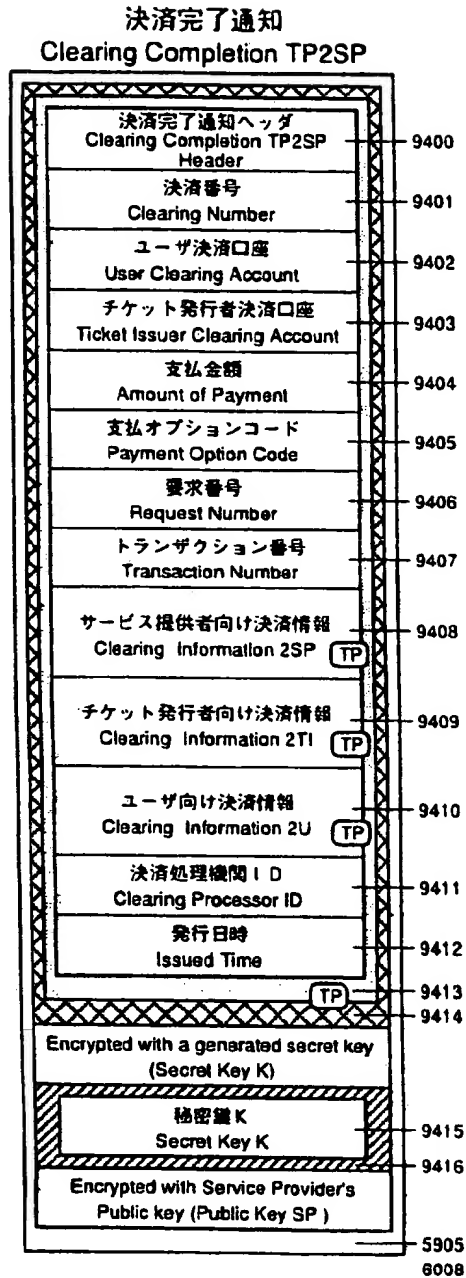 決済完了通知
Clearing Completion TP2SP
決済完了通知ヘッダ
Clearing Completion TP2SP
Header
9400
決済番号
Clearing Number
9401
ユーザ決済口座
User Clearing Account
9402
チケット発行者決済口座
Ticket Issuer Clearing Account
9403
支払金額
Amount of Payment
9404
支払オプションコード
Payment Option Code
9405
要求番号
Request Number
9406
トランザクション番号
Transaction Number
9407
サービス提供者向け決済情報
Clearing Information 2SP
TP
9408
チケット発行者向け決済情報
Clearing Information 2TI
TP
9409
ユーザ向け決済情報
Clearing Information 2U
TP
9410
決済処理機関ID
Clearing Processor ID
9411
発行日時
Issued Time
9412
TP
9413
9414
Encrypted with a generated secret key
(Secret Key K)
秘密鍵K
Secret Key K
9415
9416
Encrypted with Service Provider's
Public key (Public Key SP)
5905
6008